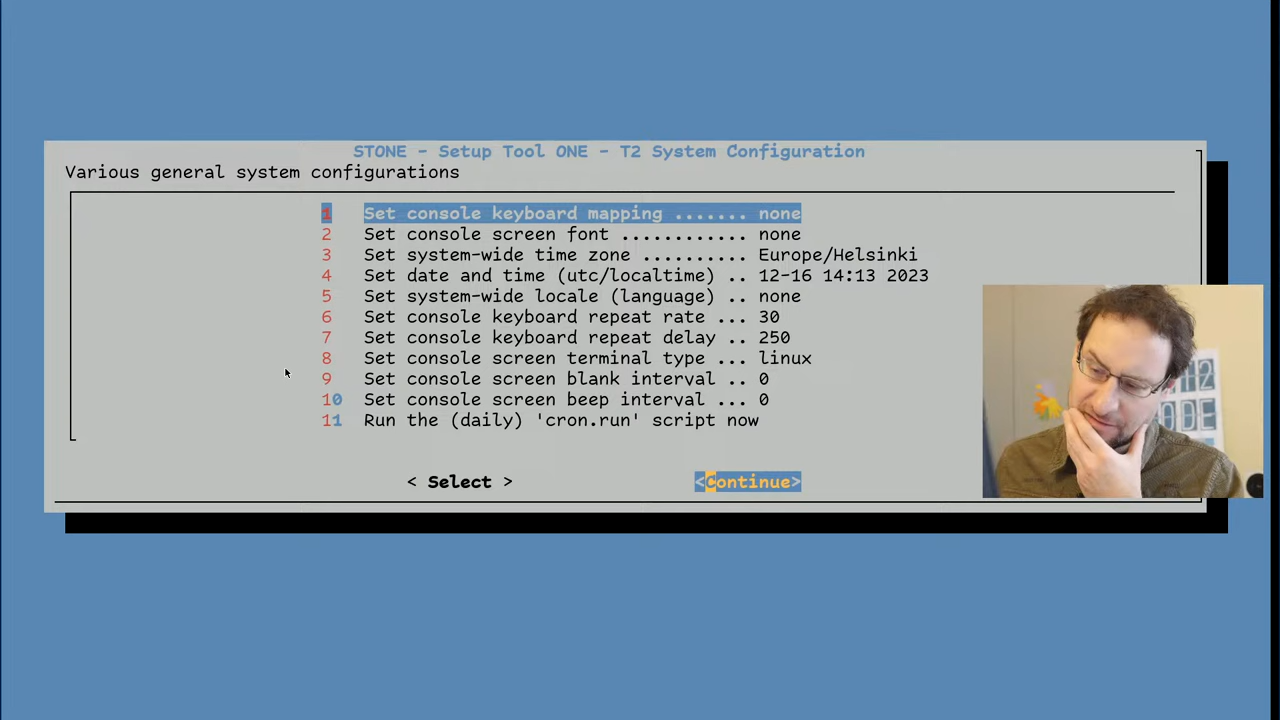 STONE - Setup Tool ONE - T2 System Configuration
Various general system configurations
1 Set console keyboard mapping ....... none
2 Set console screen font ............ none
3 Set system-wide time zone .......... Europe/Helsinki
4 Set date and time (utc/localtime) .. 12-16 14:13 2023
5 Set system-wide locale (language) .. none
6 Set console keyboard repeat rate ... 30
7 Set console keyboard repeat delay .. 250
8 Set console screen terminal type ... linux
9 Set console screen blank interval .. 0
10 Set console screen beep interval ... 0
11 Run the (daily) 'cron.run' script now
< Select > <Continue>